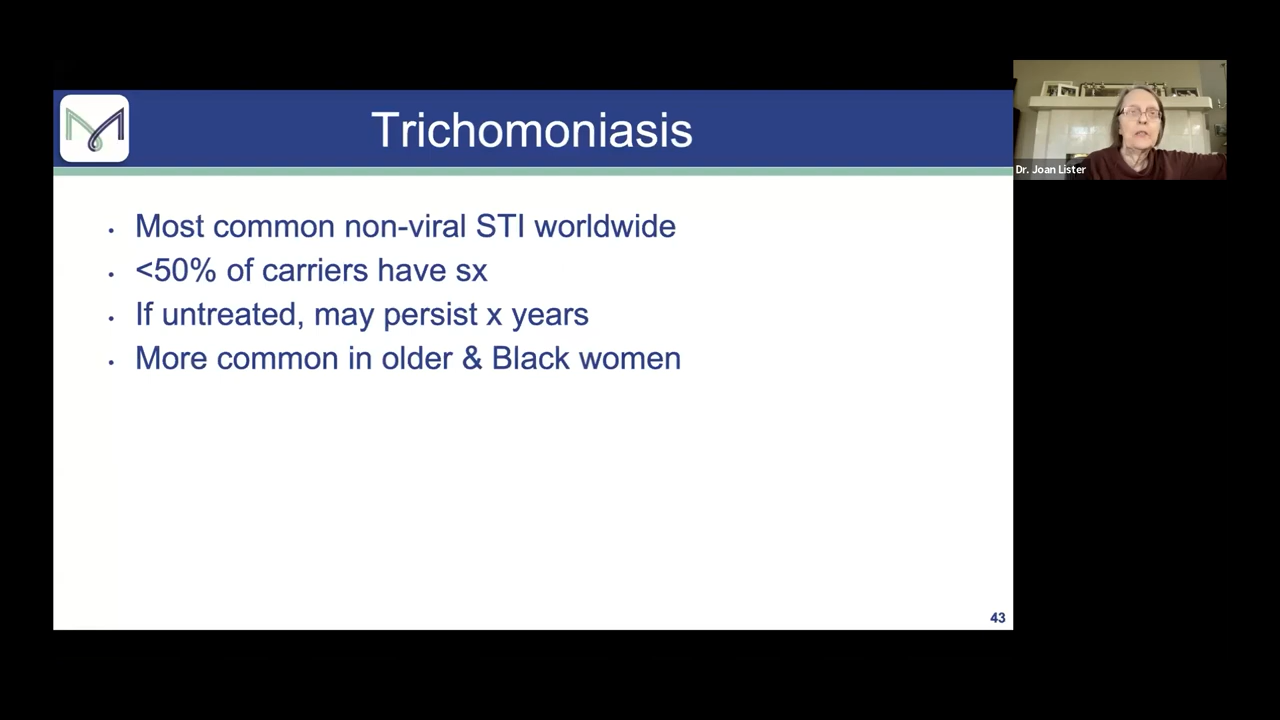 Trichomoniasis
Dr. Joan Lister
• Most common non-viral STI worldwide
• <50% of carriers have sx
• If untreated, may persist x years
• More common in older & Black women
43